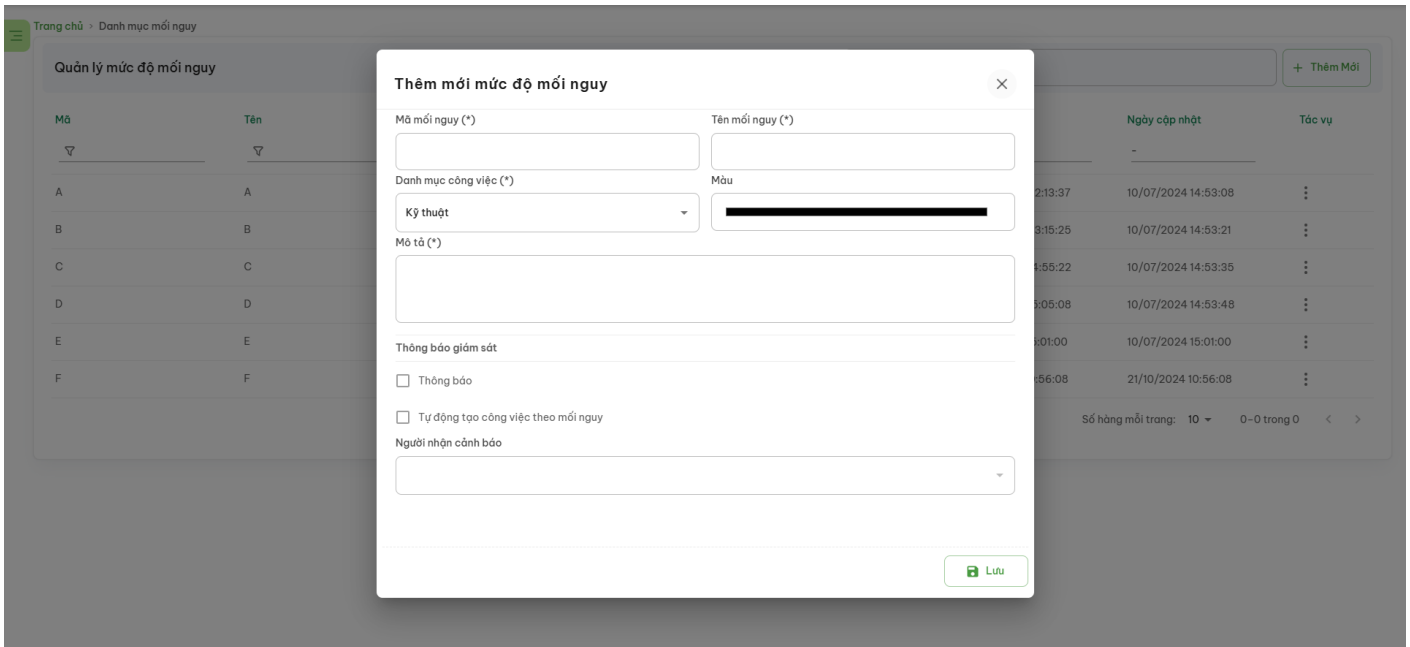 Trang chủ > Danh mục mối nguy
Quản lý mức độ mối nguy
+ Thêm Mới
Thêm mới mức độ mối nguy
Mã Tên Ngày cập nhật Tác vụ
-
Mã mối nguy (*) Tên mối nguy (*)
Danh mục công việc (*) Màu
Kỹ thuật
Mô tả (*)
A A 2:13:37 10/07/2024 14:53:08
B B 3:15:25 10/07/2024 14:53:21
C C 4:55:22 10/07/2024 14:53:35
D D 5:05:08 10/07/2024 14:53:48
E E 5:01:00 10/07/2024 15:01:00
F F :56:08 21/10/2024 10:56:08
Thông báo giám sát
Thông báo
Tự động tạo công việc theo mối nguy
Người nhận cảnh báo
Số hàng mỗi trang: 10 0–0 trong 0 < >
Lưu